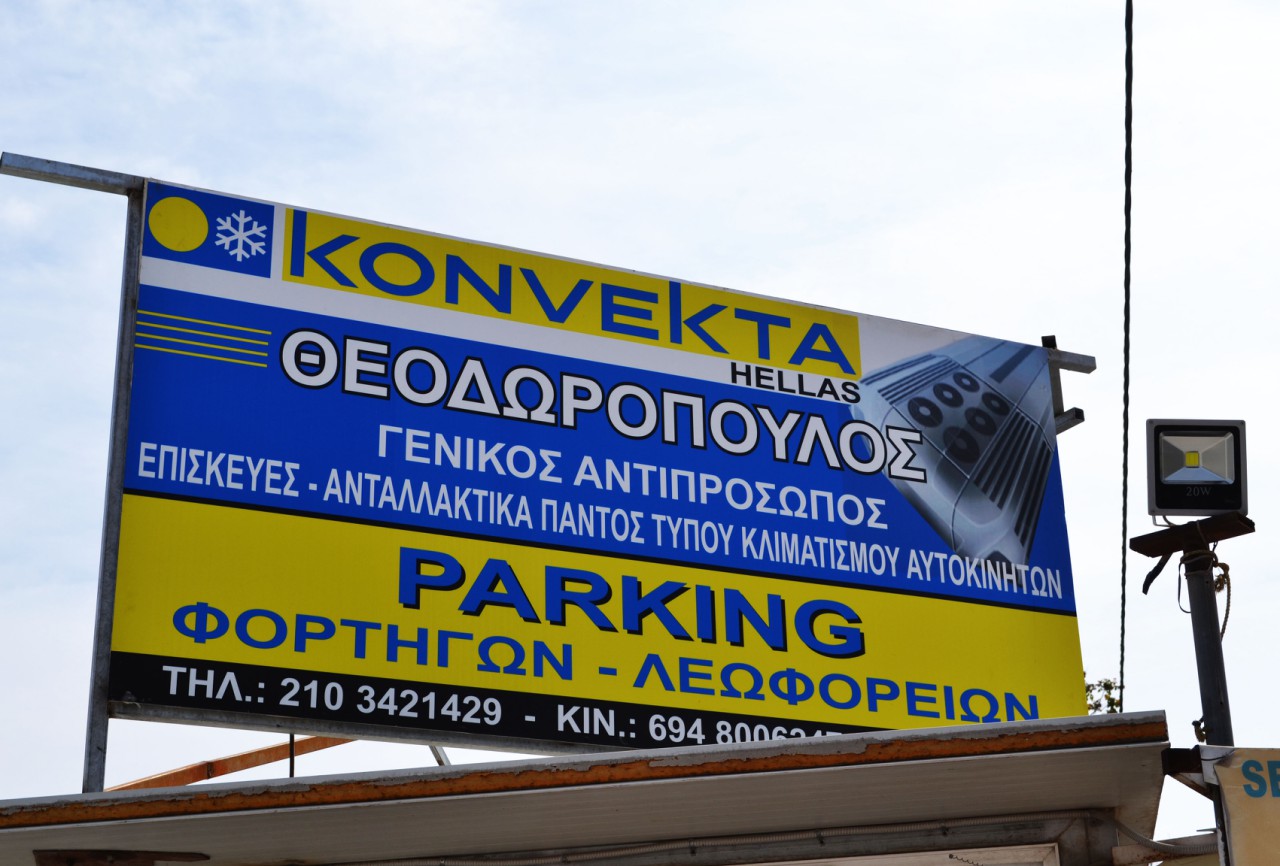 KONVEKTA
HELLAS
ΘΕΟΔΩΡΟΠΟΥΛΟΣ
ΓΕΝΙΚΟΣ ΑΝΤΙΠΡΟΣΩΠΟΣ
ΕΠΙΣΚΕΥΕΣ - ΑΝΤΑΛΛΑΚΤΙΚΑ ΠΑΝΤΟΣ ΤΥΠΟΥ ΚΛΙΜΑΤΙΣΜΟΥ ΑΥΤΟΚΙΝΗΤΩΝ
PARKING
ΦΟΡΤΗΓΩΝ - ΛΕΩΦΟΡΕΙΩΝ
ΤΗΛ.: 210 3421429 - ΚΙΝ.: 694
20W